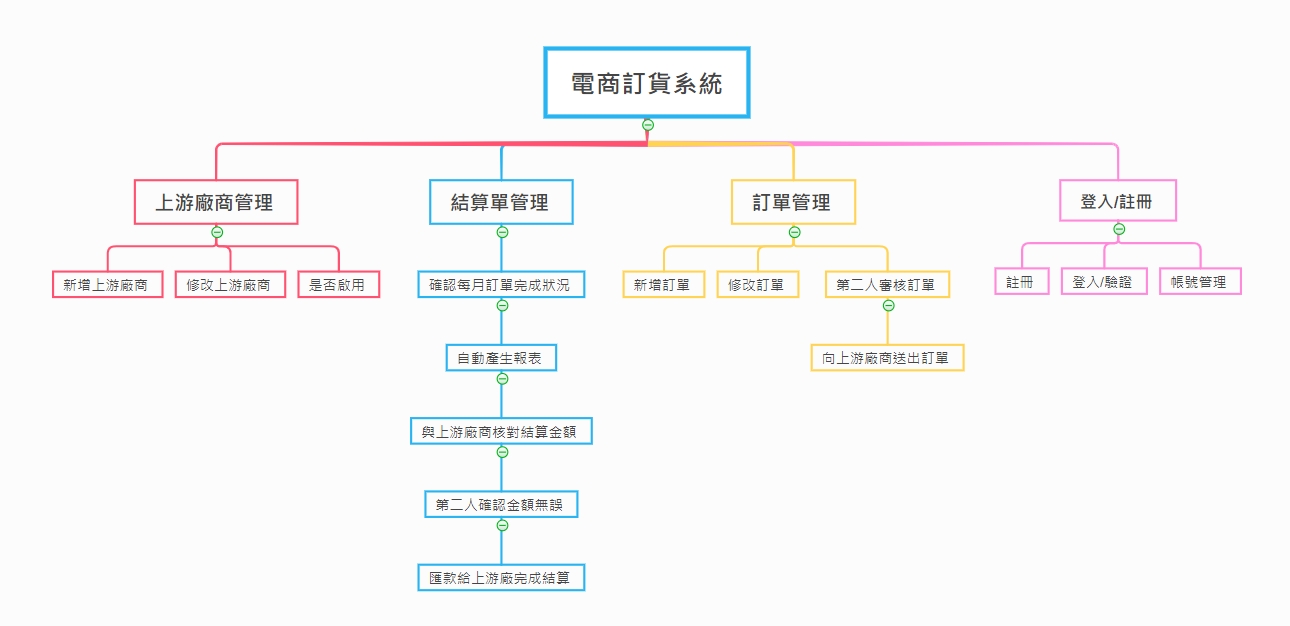 電商訂貨系統
上游廠商管理
結算單管理
訂單管理
登入/註冊
新增上游廠商
修改上游廠商
是否啟用
確認每月訂單完成狀況
新增訂單
修改訂單
第二人審核訂單
註冊
登入/驗證
帳號管理
自動產生報表
向上游廠商送出訂單
與上游廠商核對結算金額
第二人確認金額無誤
匯款給上游廠完成結算